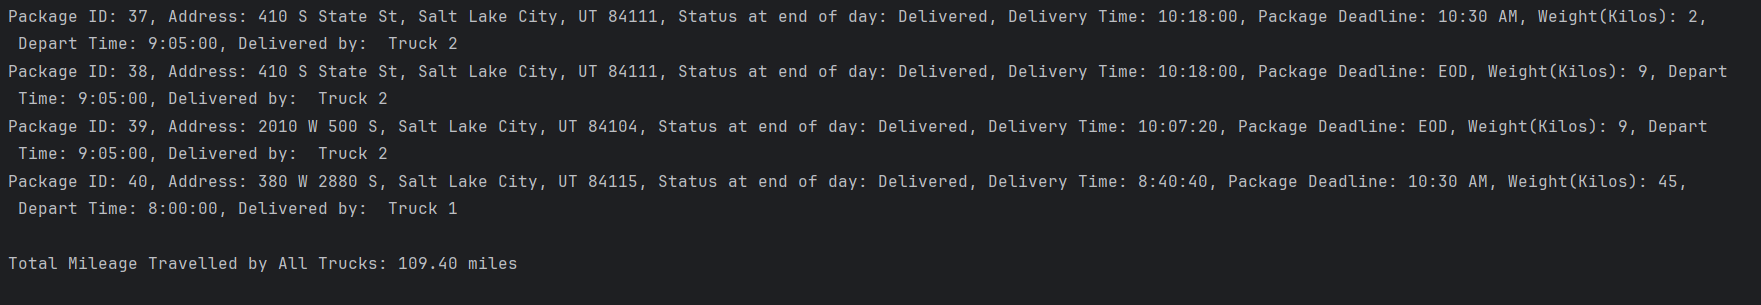 Package ID: 37, Address: 410 S State St, Salt Lake City, UT 84111, Status at end of day: Delivered, Delivery Time: 10:18:00, Package Deadline: 10:30 AM, Weight(Kilos): 2,
Depart Time: 9:05:00, Delivered by:  Truck 2
Package ID: 38, Address: 410 S State St, Salt Lake City, UT 84111, Status at end of day: Delivered, Delivery Time: 10:18:00, Package Deadline: EOD, Weight(Kilos): 9, Depart
Time: 9:05:00, Delivered by:  Truck 2
Package ID: 39, Address: 2010 W 500 S, Salt Lake City, UT 84104, Status at end of day: Delivered, Delivery Time: 10:07:20, Package Deadline: EOD, Weight(Kilos): 9, Depart
Time: 9:05:00, Delivered by:  Truck 2
Package ID: 40, Address: 380 W 2880 S, Salt Lake City, UT 84115, Status at end of day: Delivered, Delivery Time: 8:40:40, Package Deadline: 10:30 AM, Weight(Kilos): 45,
Depart Time: 8:00:00, Delivered by:  Truck 1
Total Mileage Travelled by All Trucks: 109.40 miles